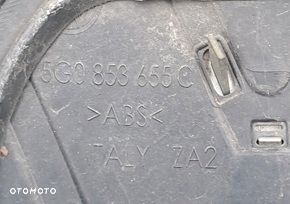 5G0 853 655 C
>ABS<
ITALY ZA2
OTOMOTO